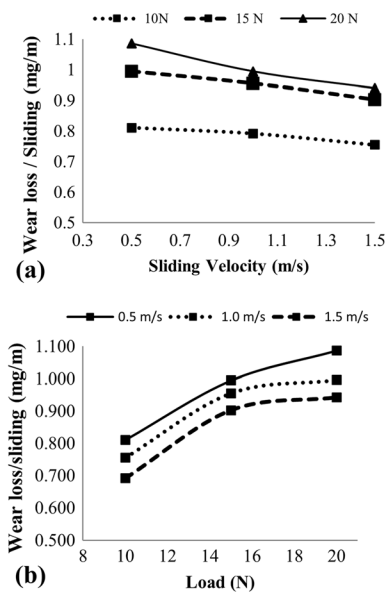 10N 15 N 20 N
Wear loss / Sliding (mg/m)
1.1
1
0.9
0.8
0.7
0.6
0.5
0.3 0.5 0.7 0.9 1.1 1.3 1.5
Sliding Velocity (m/s)
(a)
0.5 m/s 1.0 m/s 1.5 m/s
Wear loss/sliding (mg/m)
1.100
1.000
0.900
0.800
0.700
0.600
0.500
8 10 12 14 16 18 20
Load (N)
(b)